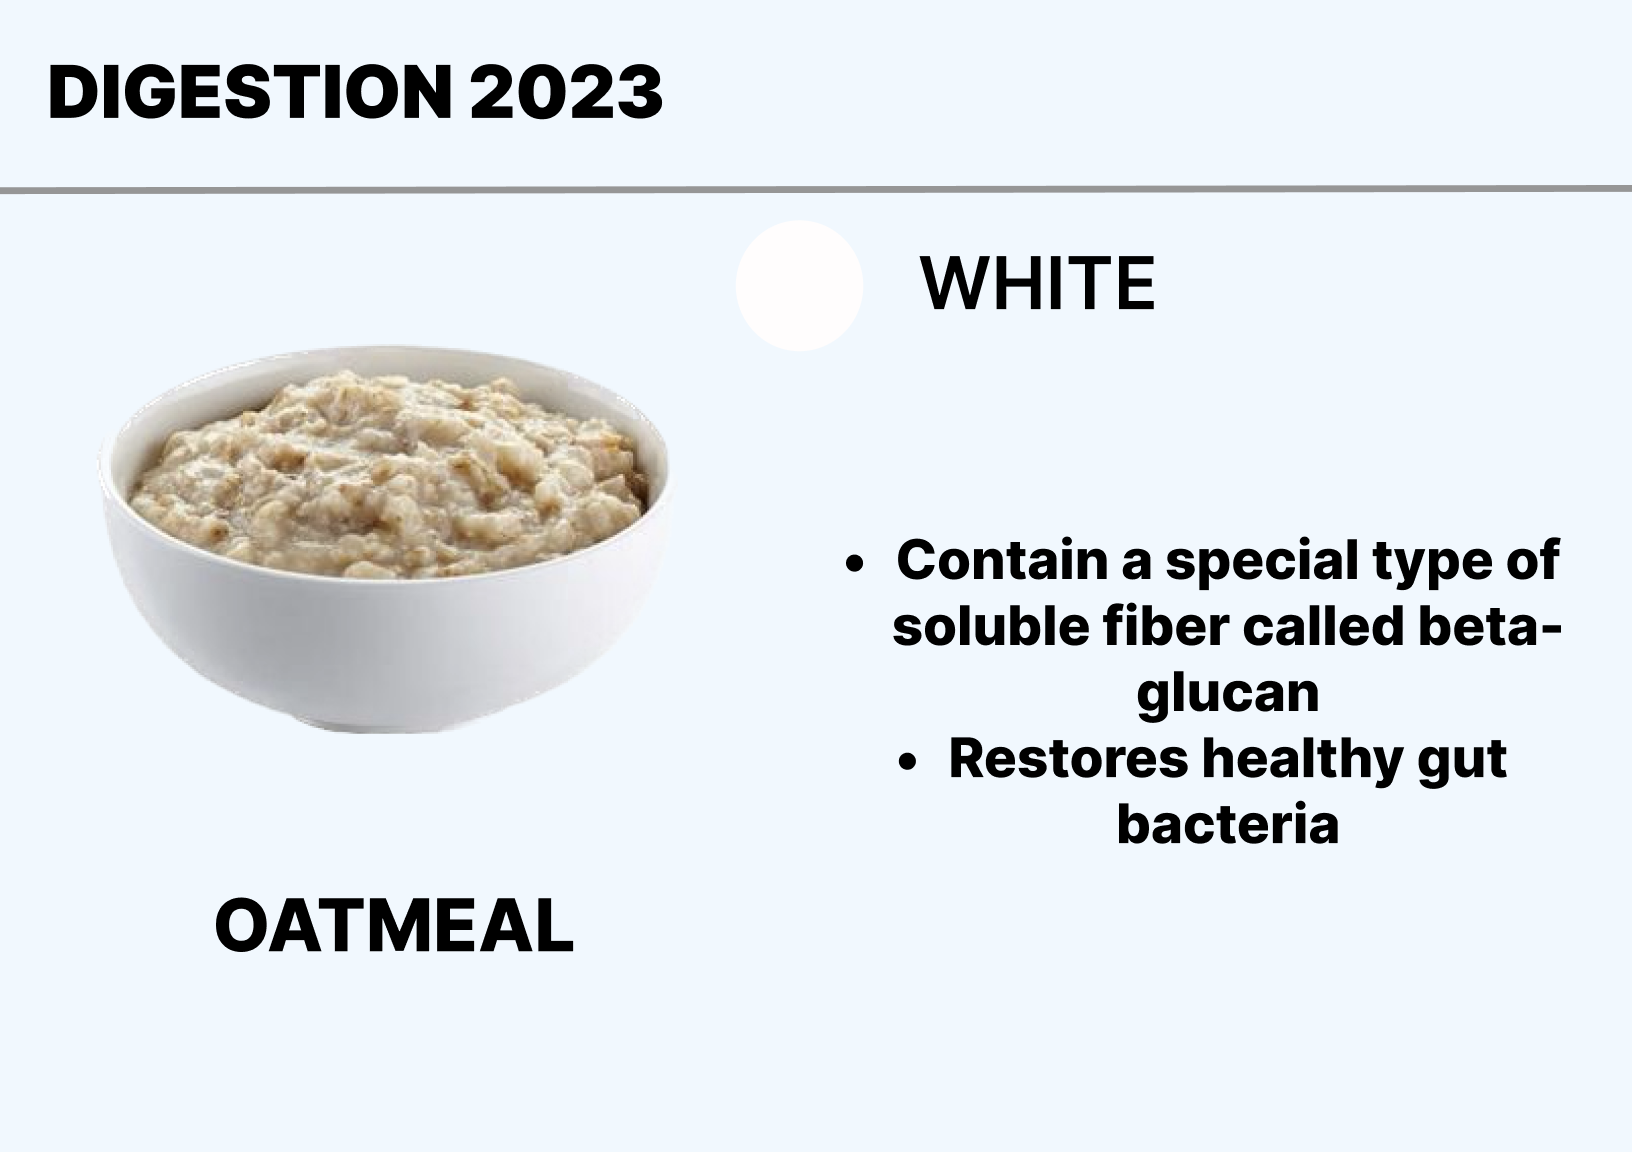 DIGESTION 2023
WHITE
• Contain a special type of
soluble fiber called beta-
glucan
• Restores healthy gut
bacteria
OATMEAL